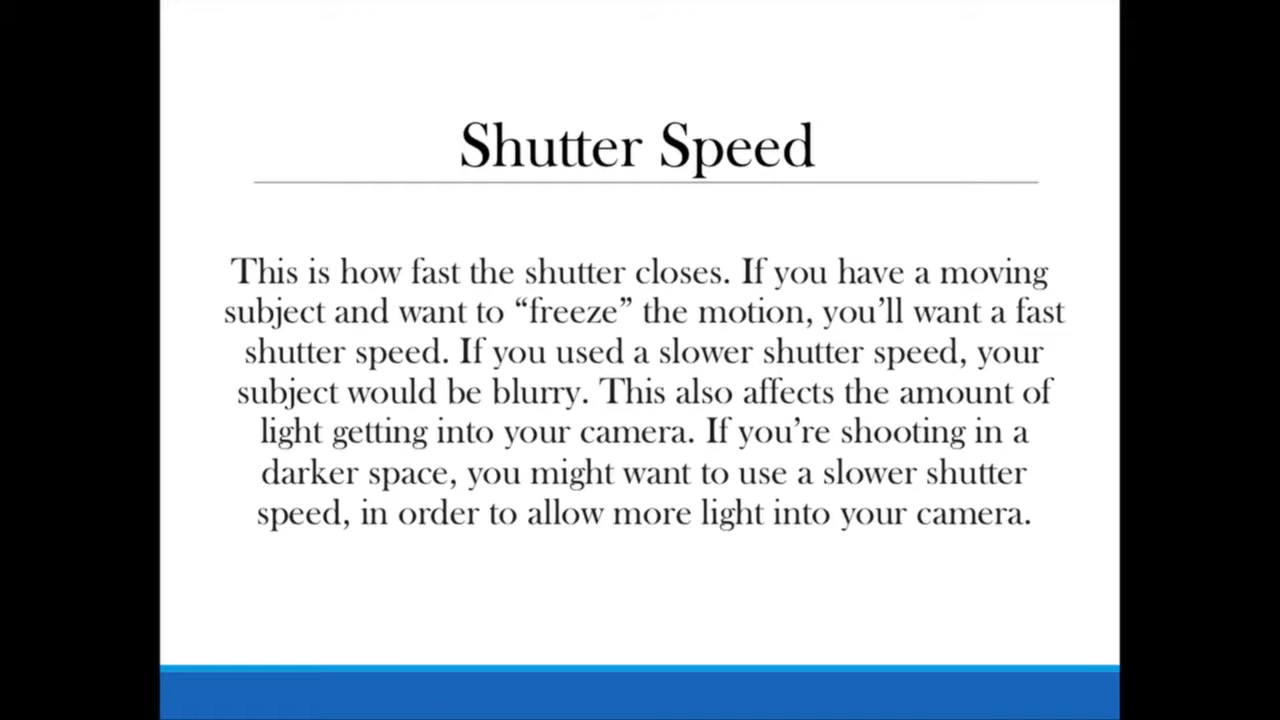 Shutter Speed
This is how fast the shutter closes. If you have a moving
subject and want to “freeze” the motion, you’ll want a fast
shutter speed. If you used a slower shutter speed, your
subject would be blurry. This also affects the amount of
light getting into your camera. If you’re shooting in a
darker space, you might want to use a slower shutter
speed, in order to allow more light into your camera.